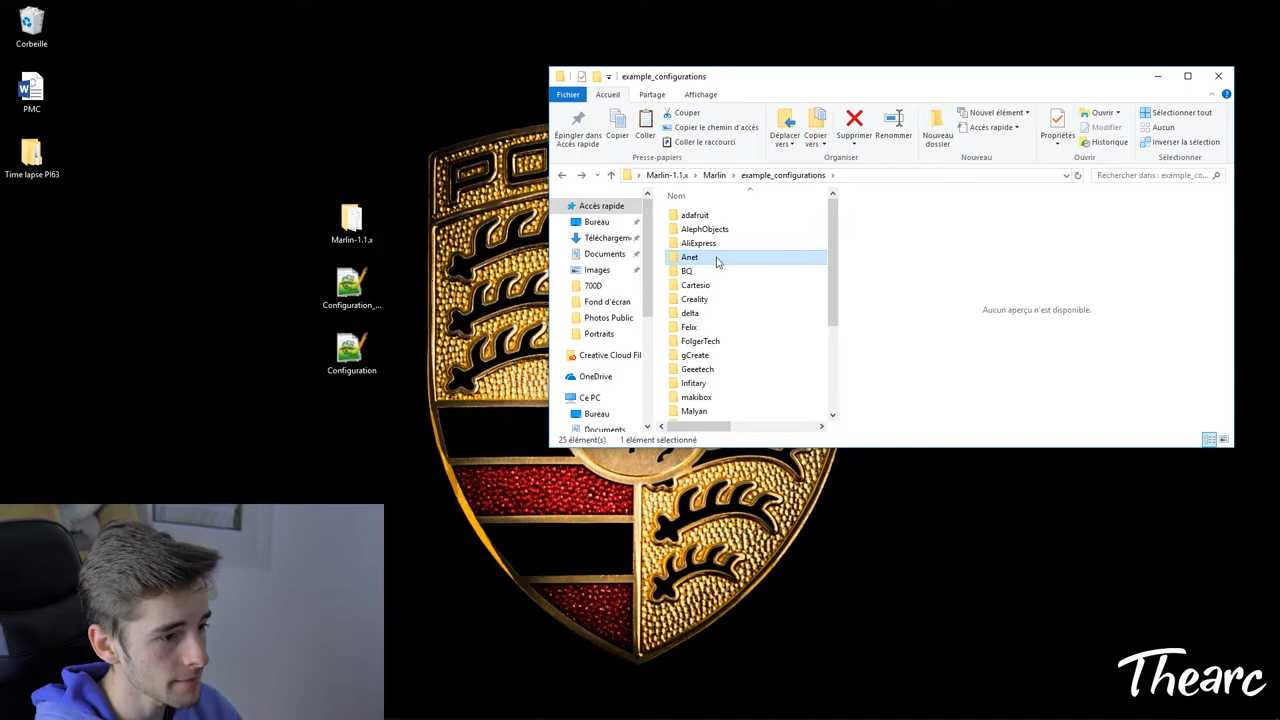 Corbeille
PMC
Time lapse PI63
Marlin-1.1.x
Configuration_...
Configuration
example_configurations
Fichier
Accueil
Partage
Affichage
Épingler dans
Accès rapide
Copier
Coller
Couper
Copier le chemin d'accès
Coller le raccourci
Presse-papiers
Déplacer
vers
Copier
vers
Supprimer
Renommer
Organiser
Nouveau
dossier
Nouvel élément
Accès rapide
Nouveau
Propriétés
Ouvrir
Modifier
Historique
Ouvrir
Sélectionner tout
Aucun
Inverser la sélection
Sélectionner
Marlin-1.1.x
Marlin
example_configurations
Rechercher dans : example_co...
Accès rapide
Bureau
Téléchargem
Documents
Images
700D
Fond d'écran
Photos Public
Portraits
Creative Cloud Fil
OneDrive
Ce PC
Bureau
Documents
Nom
adafruit
AlephObjects
AliExpress
Anet
BQ
Cartesio
Creality
delta
Felix
FolgerTech
gCreate
Geeetech
Infitary
makibox
Malyan
Aucun aperçu n'est disponible.
25 élément(s)
1 élément sélectionné
PO
Thearc